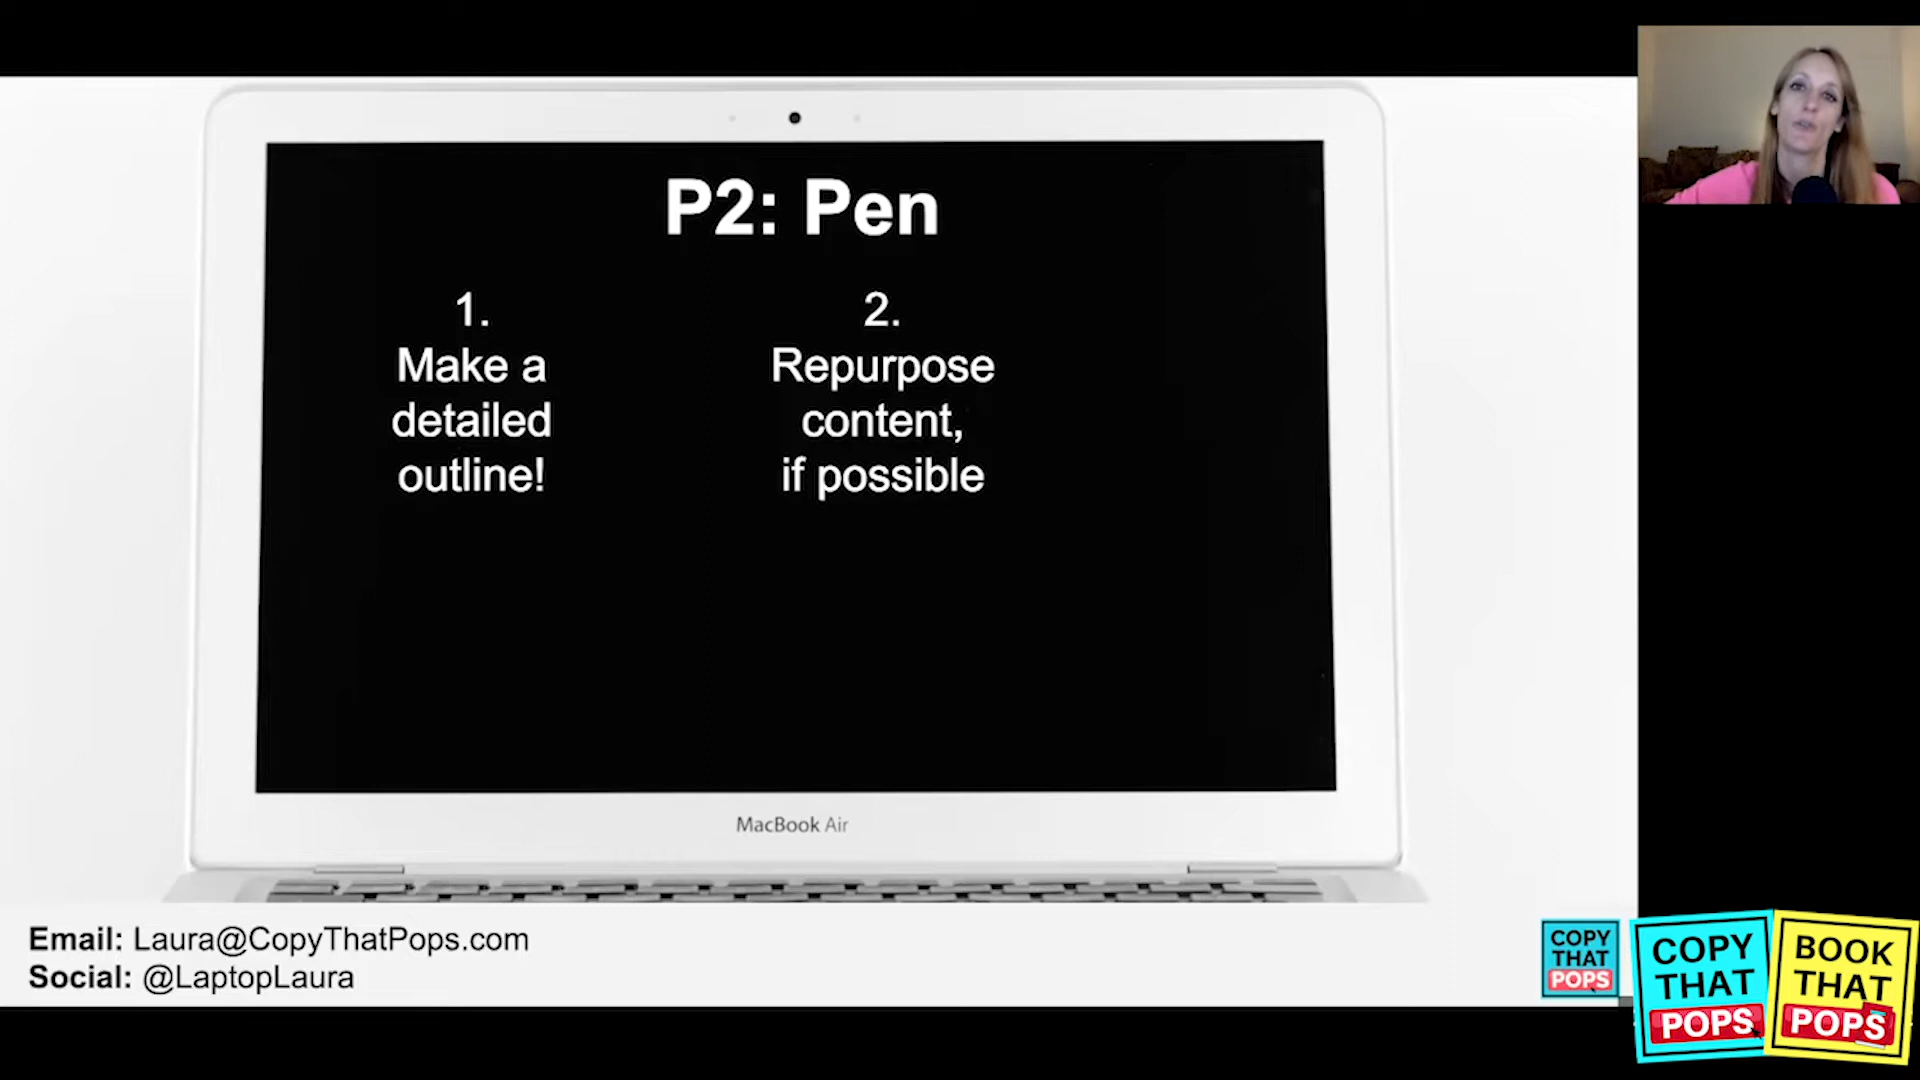 P2: Pen
1.
Make a
detailed
outline!
2.
Repurpose
content,
if possible
MacBook Air
Email: Laura@CopyThatPops.com
Social: @LaptopLaura
COPY
THAT
POPS
COPY
THAT
POPS
BOOK
THAT
POPS